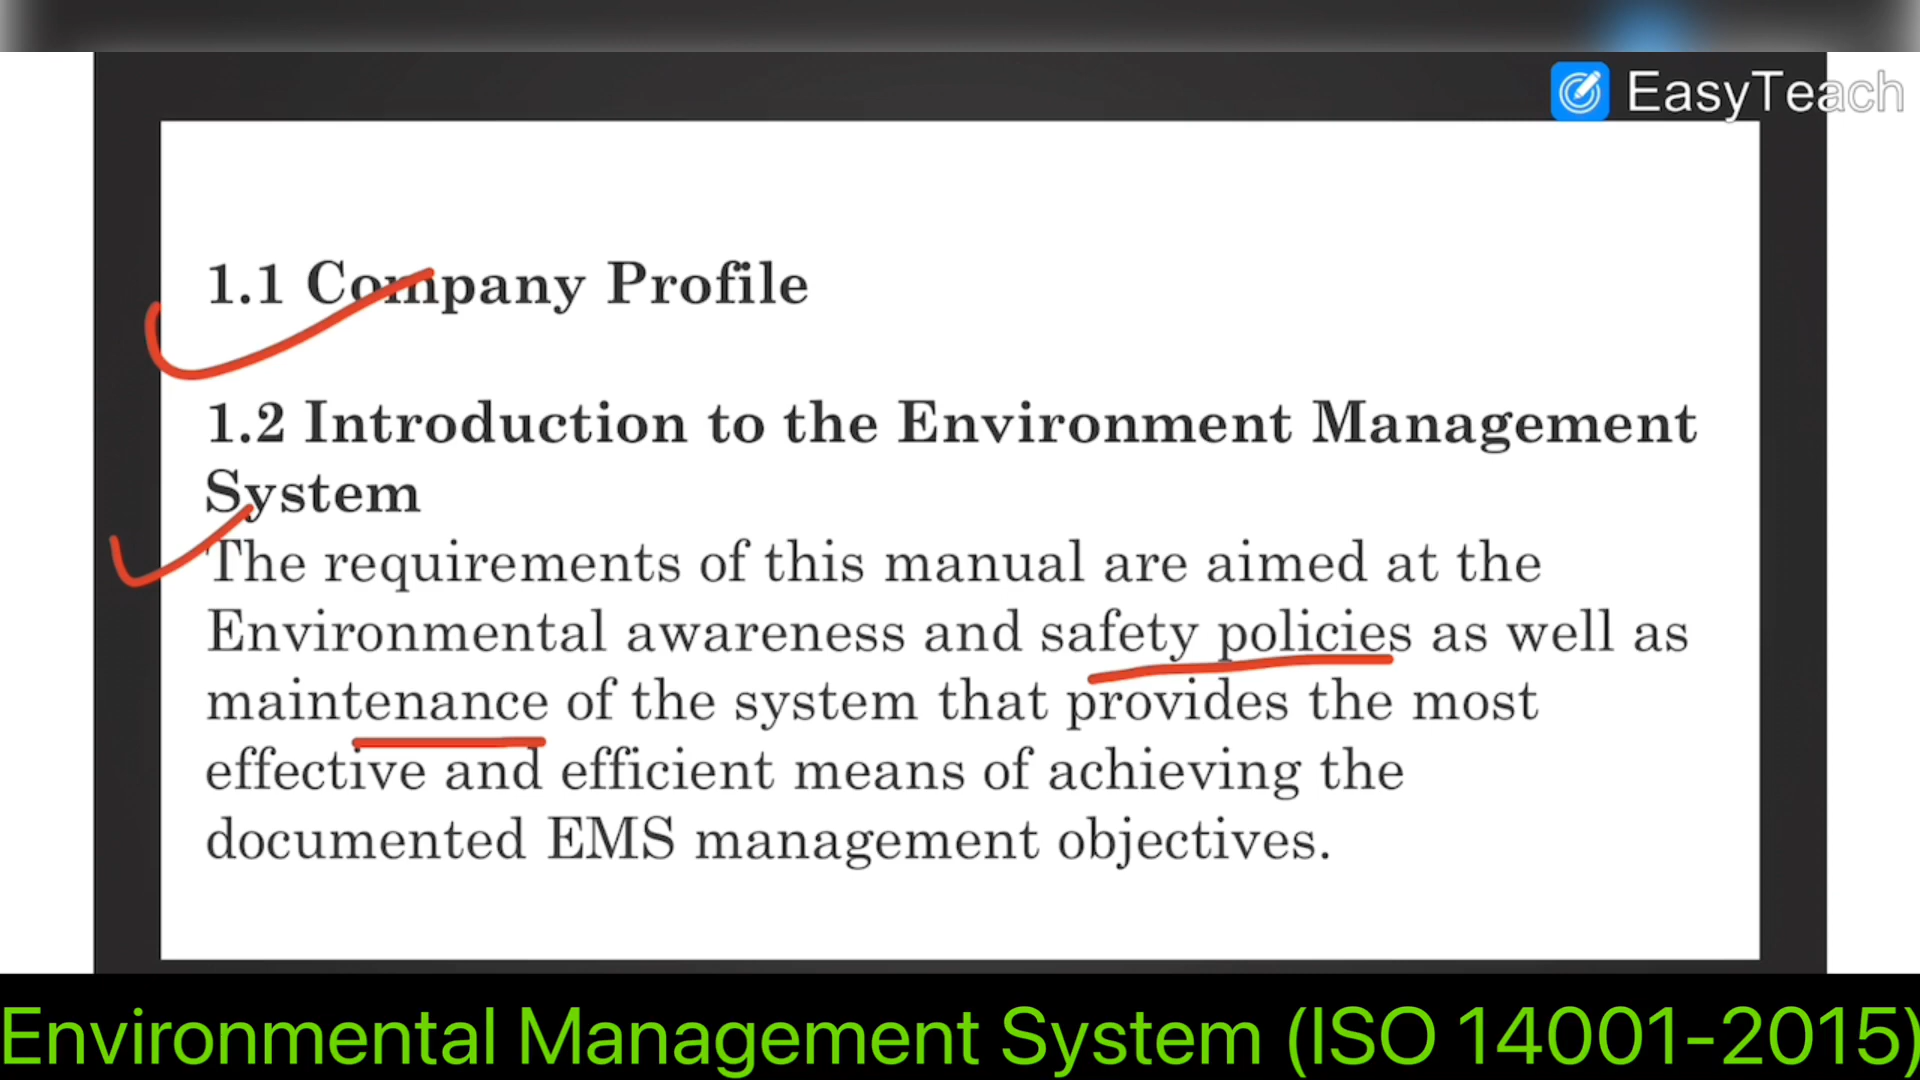 EasyTeach
1.1 Company Profile
1.2 Introduction to the Environment Management
System
The requirements of this manual are aimed at the
Environmental awareness and safety policies as well as
maintenance of the system that provides the most
effective and efficient means of achieving the
documented EMS management objectives.
Environmental Management System (ISO 14001-2015)